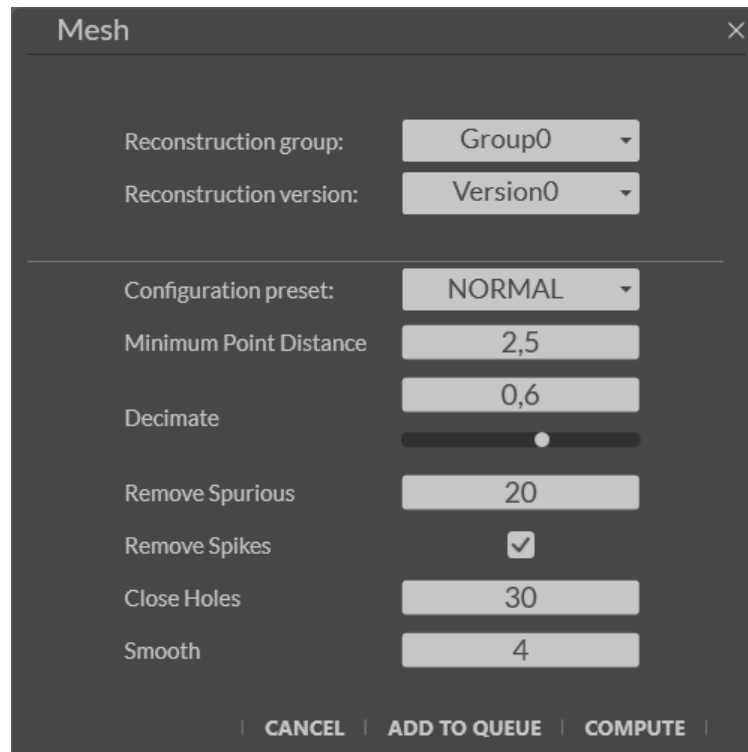 Mesh
Reconstruction group: Group0
Reconstruction version: Version0
Configuration preset: NORMAL
Minimum Point Distance 2,5
Decimate 0,6
Remove Spurious 20
Remove Spikes
Close Holes 30
Smooth 4
CANCEL ADD TO QUEUE COMPUTE